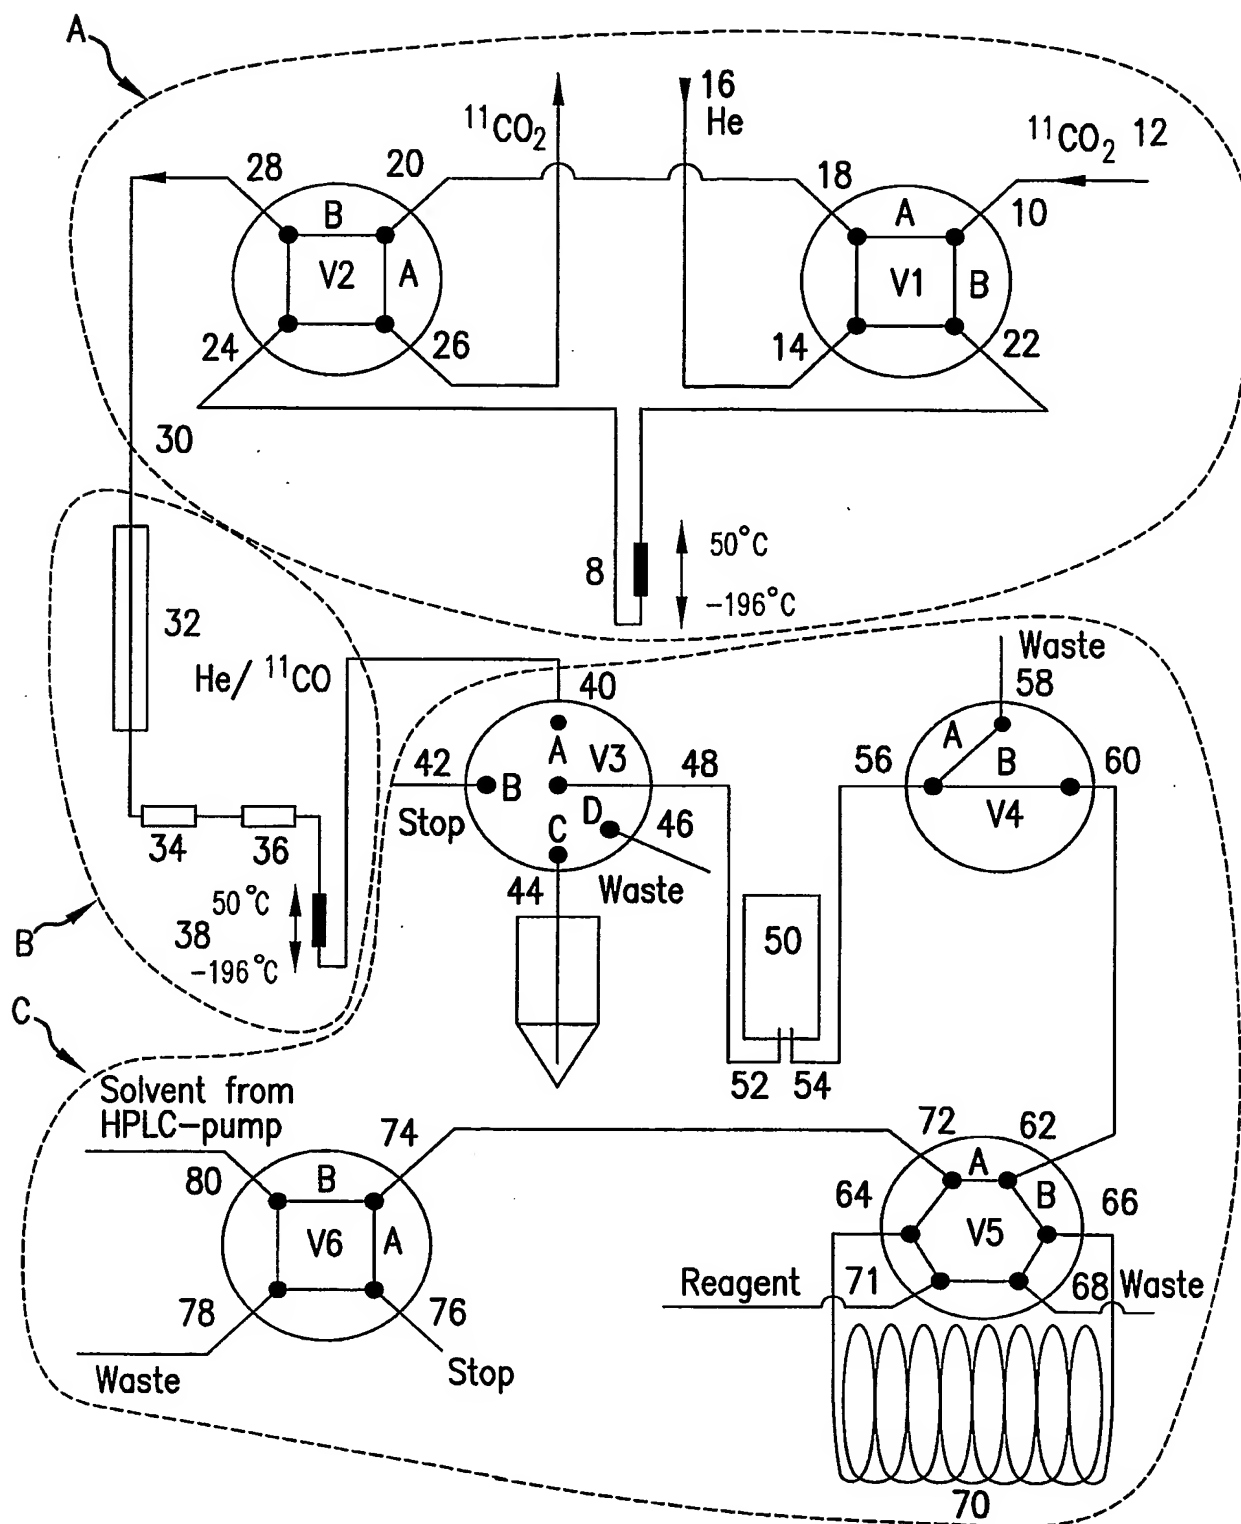 A
16
He
¹¹CO₂
¹¹CO₂ 12
28
20
18
10
B
V2
A
A
V1
B
24
26
14
22
30
8
50°C
-196°C
32
He/ ¹¹CO
40
Waste
58
42
A
V3
48
56
A
B
60
B
V4
Stop
D
46
C
34
36
44
Waste
50
50°C
38
-196°C
B
C
52
54
Solvent from
HPLC-pump
74
72
62
80
B
A
64
B
66
V6
A
V5
Reagent
71
68
Waste
78
76
Waste
Stop
70